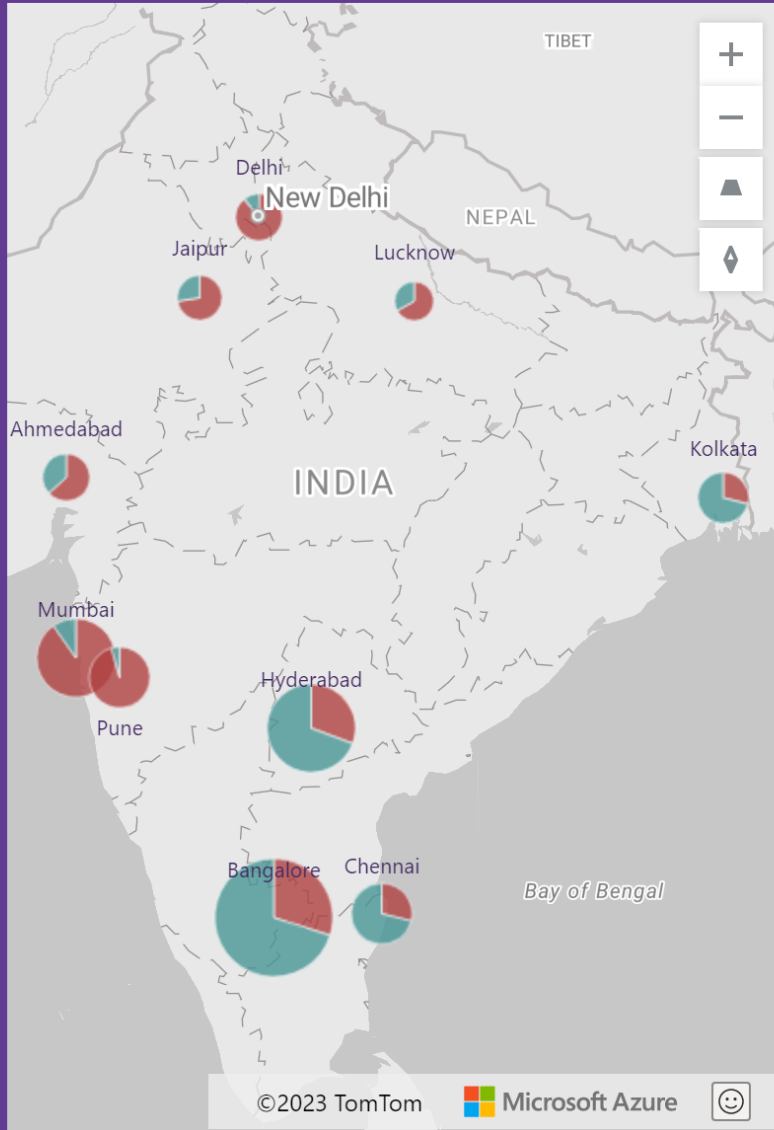 TIBET
Delhi
New Delhi
NEPAL
Jaipur
Lucknow
Ahmedabad
Kolkata
INDIA
Mumbai
Hyderabad
Pune
Bangalore
Chennai
Bay of Bengal
©2023 TomTom
Microsoft Azure